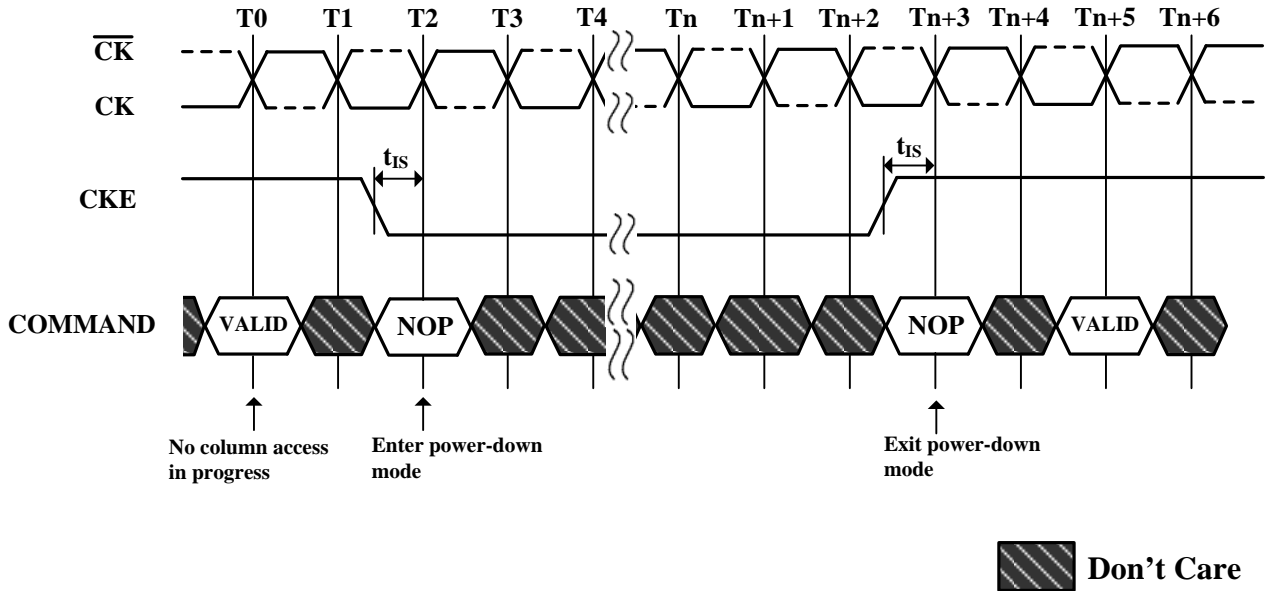 T0 T1 T2 T3 T4 Tn Tn+1 Tn+2 Tn+3 Tn+4 Tn+5 Tn+6
CK
CK
tIS tIS
CKE
COMMAND VALID NOP NOP VALID
No column access
in progress
Enter power-down
mode
Exit power-down
mode
Don't Care